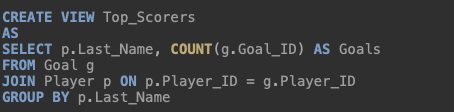 CREATE VIEW Top_Scorers
AS
SELECT p.Last_Name, COUNT(g.Goal_ID) AS Goals
FROM Goal g
JOIN Player p ON p.Player_ID = g.Player_ID
GROUP BY p.Last_Name